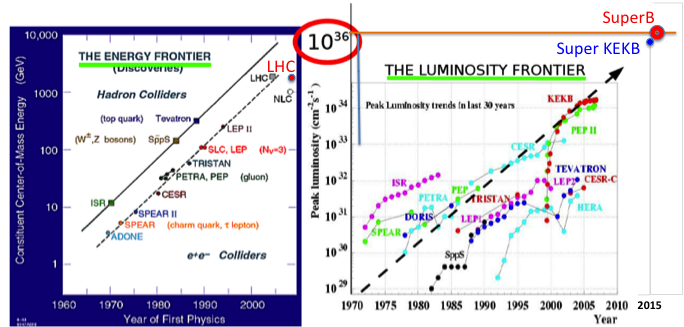 THE ENERGY FRONTIER
(Discoveries)
Hadron Colliders
LHC
LHC
NLC
(top quark)
Tevatron
LEP II
(W±,Z bosons)
Sp̄pS
SLC, LEP
(Nν=3)
TRISTAN
PETRA, PEP
(gluon)
CESR
ISR
SPEAR II
SPEAR
(charm quark, τ lepton)
ADONE
e+e− Colliders
Constituent Center-of-Mass Energy (GeV)
10,000
1000
100
10
1
1960
1970
1980
1990
2000
2010
Year of First Physics
10³⁶
SuperB
Super KEKB
THE LUMINOSITY FRONTIER
Peak Luminosity trends in last 30 years
KEKB
PEP II
CESR
ISR
PETRA
PEP
TRISTAN
LEP2
TEVATRON
CESR-C
DORIS
SPEAR
LEP1
HERA
SppS
Peak Luminosity (cm⁻²s⁻¹)
10³⁴
10³³
10³²
10³¹
10³⁰
10²⁹
1970
1975
1980
1985
1990
1995
2000
2005
2010
2015
Year